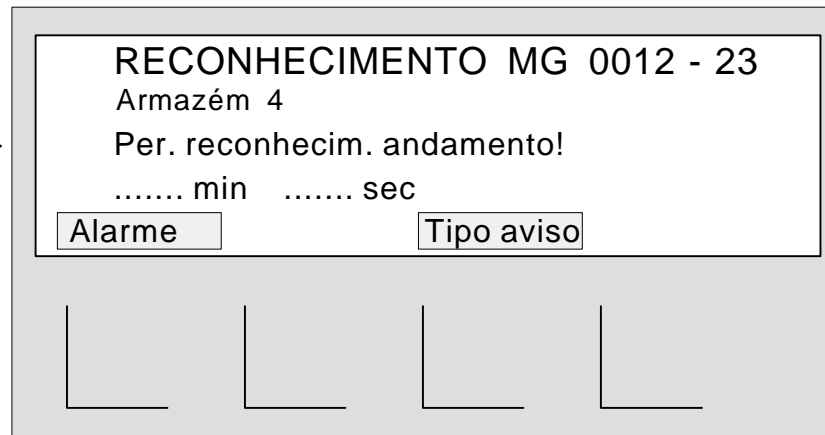 RECONHECIMENTO MG 0012 - 23
Armazém 4
Per. reconhecim. andamento!
....... min ....... sec
Alarme Tipo aviso